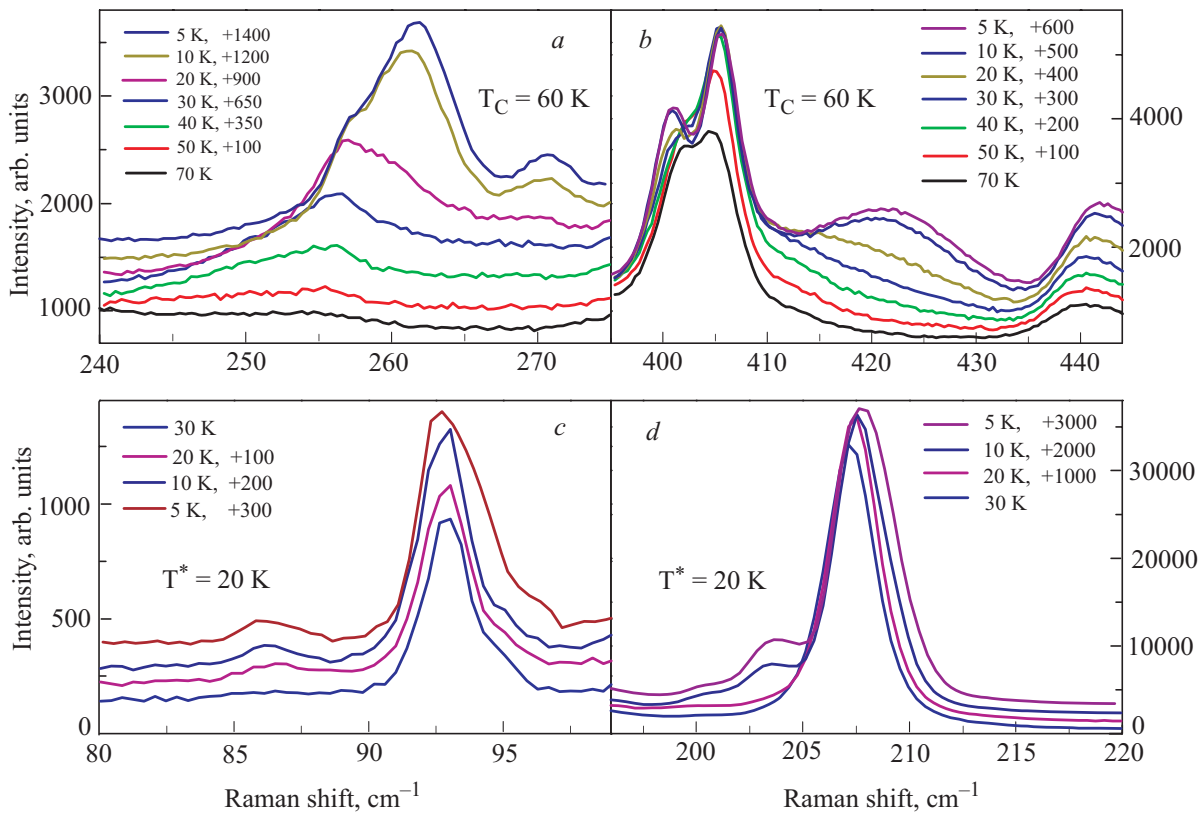 a
5 K, +1400
10 K, +1200
20 K, +900
30 K, +650
40 K, +350
50 K, +100
70 K
T_C = 60 K
Intensity, arb. units
3000
2000
1000
240 250 260 270
b
5 K, +600
10 K, +500
20 K, +400
30 K, +300
40 K, +200
50 K, +100
70 K
T_C = 60 K
4000
2000
400 410 420 430 440
c
30 K
20 K, +100
10 K, +200
5 K, +300
T* = 20 K
Intensity, arb. units
1000
500
0
80 85 90 95
Raman shift, cm⁻¹
d
5 K, +3000
10 K, +2000
20 K, +1000
30 K
T* = 20 K
30000
20000
10000
0
200 205 210 215 220
Raman shift, cm⁻¹